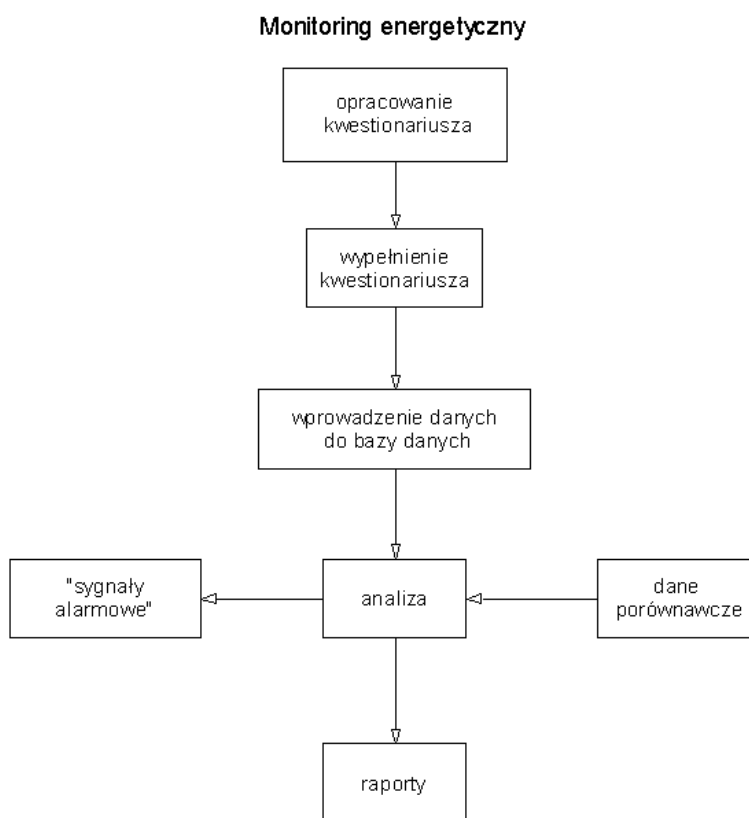 Monitoring energetyczny
opracowanie
kwestionariusza
wypełnienie
kwestionariusza
wprowadzenie danych
do bazy danych
"sygnały
alarmowe"
analiza
dane
porównawcze
raporty